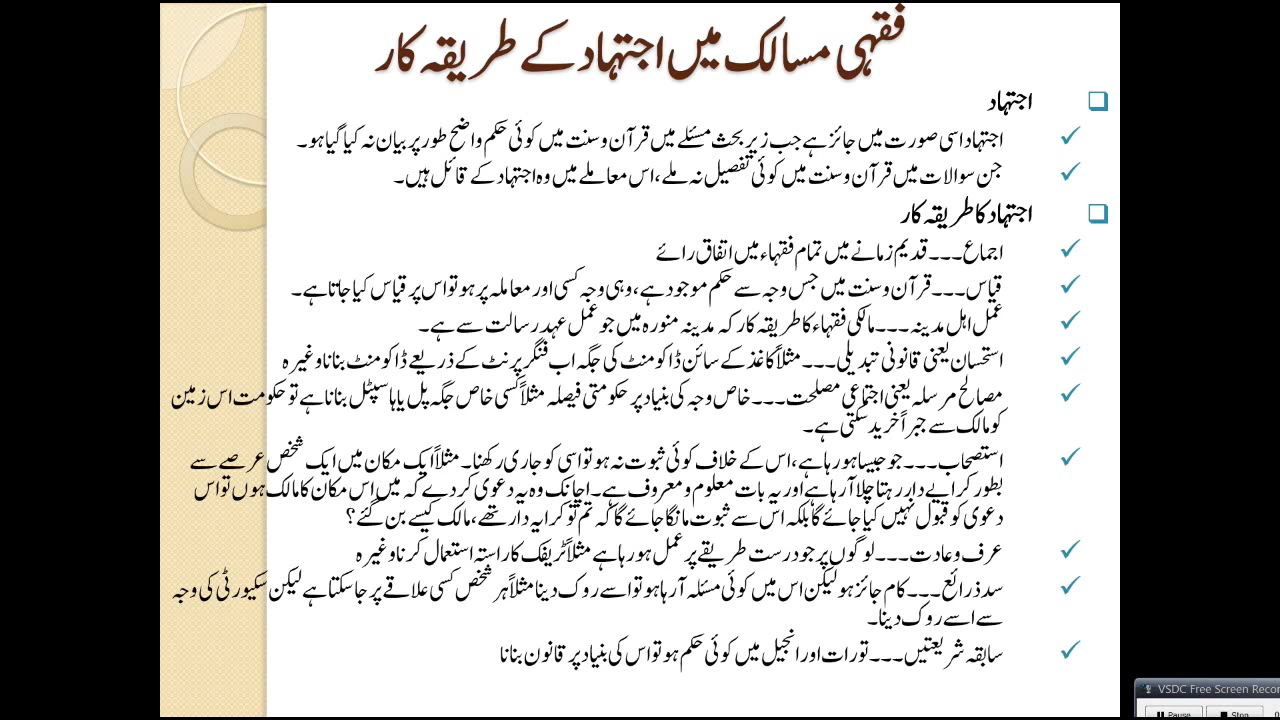 فقہی مسالک میں اجتہاد کے طریقہ کار
اجتہاد
اجتہاد اسی صورت میں جائز ہے جب زیر بحث مسئلے میں قرآن و سنت میں کوئی حکم واضح طور پر بیان نہ کیا گیا ہو۔
جن سوالات میں قرآن و سنت میں کوئی تفصیل نہ ملے، اس معاملے میں وہ اجتہاد کے قائل ہیں۔
اجتہاد کا طریقہ کار
اجماع۔۔۔ قدیم زمانے میں تمام فقہاء میں اتفاق رائے
قیاس۔۔۔ قرآن و سنت میں جس وجہ سے حکم موجود ہے، وہی وجہ کسی اور معاملہ پر ہو تو اس پر قیاس کیا جاتا ہے۔
عمل اہل مدینہ۔۔۔ مالکی فقہاء کا طریقہ کار کہ مدینہ منورہ میں جو عمل عہد رسالت سے ہے۔
استحسان یعنی قانونی تبدیلی۔۔۔ مثلاً کاغذ کے سائن ڈاکومنٹ کی جگہ اب فنگر پرنٹ کے ذریعے ڈاکومنٹ بنانا وغیرہ
مصالح مرسلہ یعنی اجتماعی مصلحت۔۔۔ خاص وجہ کی بنیاد پر حکومتی فیصلہ مثلاً کسی خاص جگہ پل یا ہاسپٹل بنانا ہے تو حکومت اس زمین
کو مالک سے جبراً خرید سکتی ہے۔
استصحاب۔۔۔ جو جیسا ہو رہا ہے، اس کے خلاف کوئی ثبوت نہ ہو تو اسی کو جاری رکھنا۔ مثلاً ایک مکان میں ایک شخص عرصے سے
بطور کرایے دار رہتا چلا آ رہا ہے اور یہ بات معلوم و معروف ہے۔ اچانک وہ یہ دعوی کر دے کہ میں اس مکان کا مالک ہوں تو اس
دعوی کو قبول نہیں کیا جائے گا بلکہ اس سے ثبوت مانگا جائے گا کہ تم تو کرایہ دار تھے، مالک کیسے بن گئے؟
عرف و عادت۔۔۔ لوگوں پر جو درست طریقے پر عمل ہو رہا ہے مثلاً ٹریفک کا راستہ استعمال کرنا وغیرہ
سد ذرائع۔۔۔ کام جائز ہو لیکن اس میں کوئی مسئلہ آ رہا ہو تو اسے روک دینا مثلاً ہر شخص کسی علاقے پر جا سکتا ہے لیکن سکیورٹی کی وجہ
سے اسے روک دینا۔
سابقہ شریعتیں۔۔۔ تورات اور انجیل میں کوئی حکم ہو تو اس کی بنیاد پر قانون بنانا
VSDC Free Screen Recor
Pause Stop